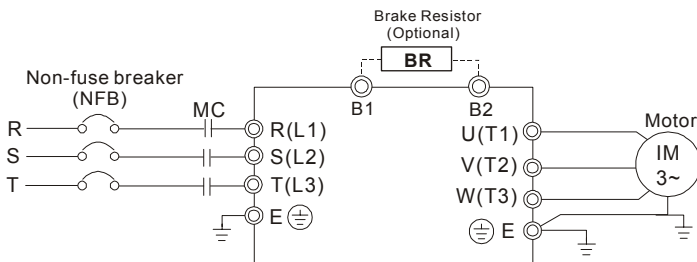 Brake Resistor
(Optional)
BR
Non-fuse breaker
(NFB)
MC
B1
B2
R
R(L1)
S
S(L2)
T
T(L3)
E
U(T1)
V(T2)
W(T3)
E
Motor
IM
3~